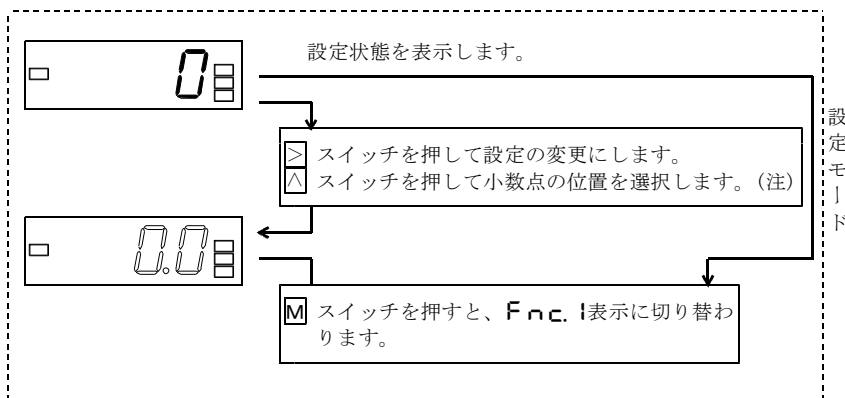 0
設定状態を表示します。
> スイッチを押して設定の変更にします。
∧ スイッチを押して小数点の位置を選択します。(注)
設定モード
0.0
M スイッチを押すと、Fnc.1表示に切り替わ
ります。